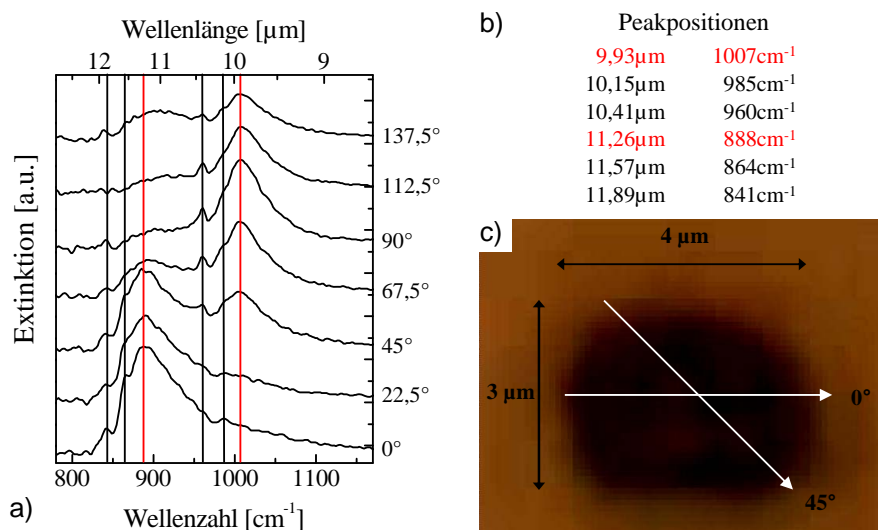 Wellenlänge [µm]
12 11 10 9
137,5°
112,5°
90°
67,5°
45°
22,5°
0°
Extinktion [a.u.]
800 900 1000 1100
Wellenzahl [cm-1]
a)
b) Peakpositionen
9,93µm 1007cm-1
10,15µm 985cm-1
10,41µm 960cm-1
11,26µm 888cm-1
11,57µm 864cm-1
11,89µm 841cm-1
c)
4 µm
3 µm
0°
45°